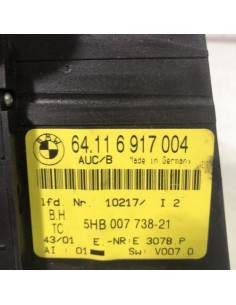 BMW
64.11 6 917 004
AUC/B Made in Germany
lfd. Nr. 10217/ I 2
B.H
TC 5HB 007 738-21
43/01 E.-NR:E 3078.P
AI : 01 SW: V007.0